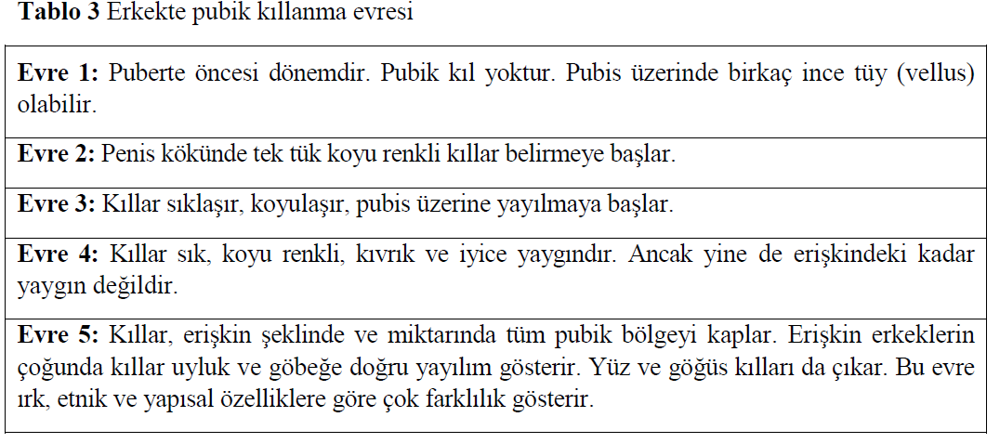 Tablo 3 Erkekte pubik kıllanma evresi
Evre 1: Puberte öncesi dönemdir. Pubik kıl yoktur. Pubis üzerinde birkaç ince tüy (vellus)
olabilir.
Evre 2: Penis kökünde tek tük koyu renkli kıllar belirmeye başlar.
Evre 3: Kıllar sıklaşır, koyulaşır, pubis üzerine yayılmaya başlar.
Evre 4: Kıllar sık, koyu renkli, kıvrık ve iyice yaygındır. Ancak yine de erişkindeki kadar
yaygın değildir.
Evre 5: Kıllar, erişkin şeklinde ve miktarında tüm pubik bölgeyi kaplar. Erişkin erkeklerin
çoğunda kıllar uyluk ve göbeğe doğru yayılım gösterir. Yüz ve göğüs kılları da çıkar. Bu evre
ırk, etnik ve yapısal özelliklere göre çok farklılık gösterir.